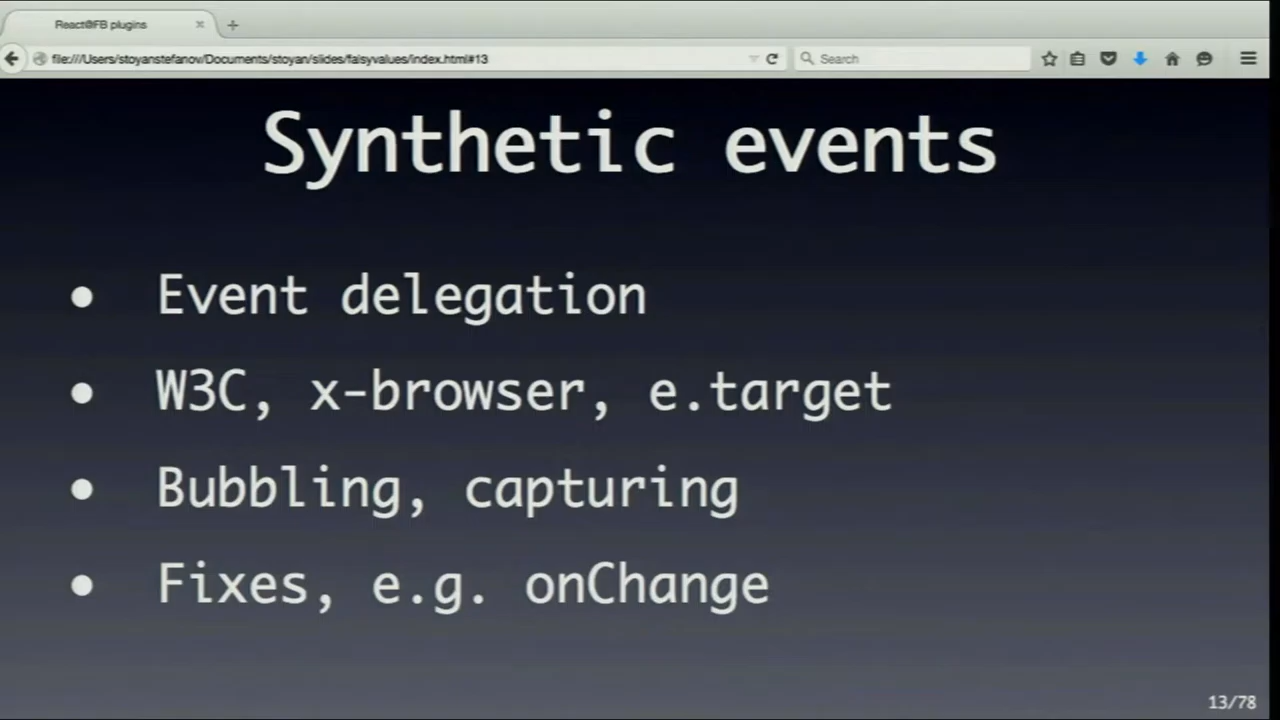 React@FB plugins
file:///Users/stoyanstefanov/Documents/stoyan/slides/falsyvalues/index.html#13
Search
Synthetic events
• Event delegation
• W3C, x-browser, e.target
• Bubbling, capturing
• Fixes, e.g. onChange
13/78